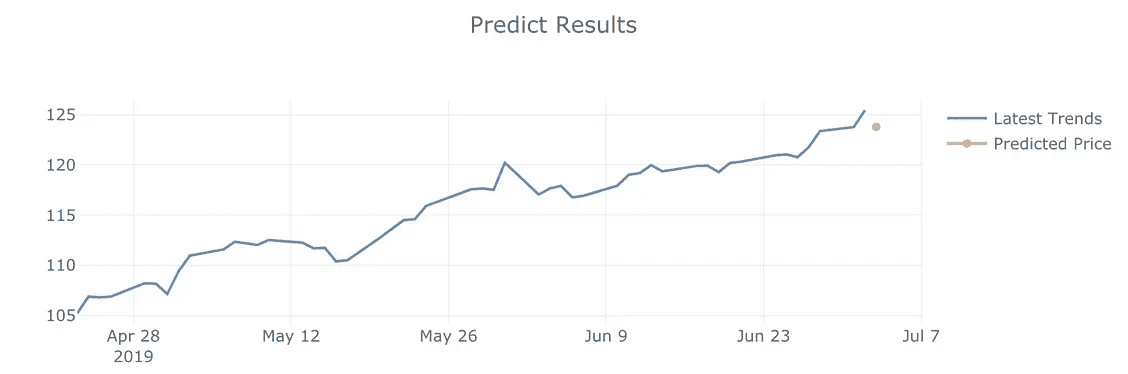 Predict Results
125
120
115
110
105
Apr 28
2019
May 12
May 26
Jun 9
Jun 23
Jul 7
Latest Trends
Predicted Price